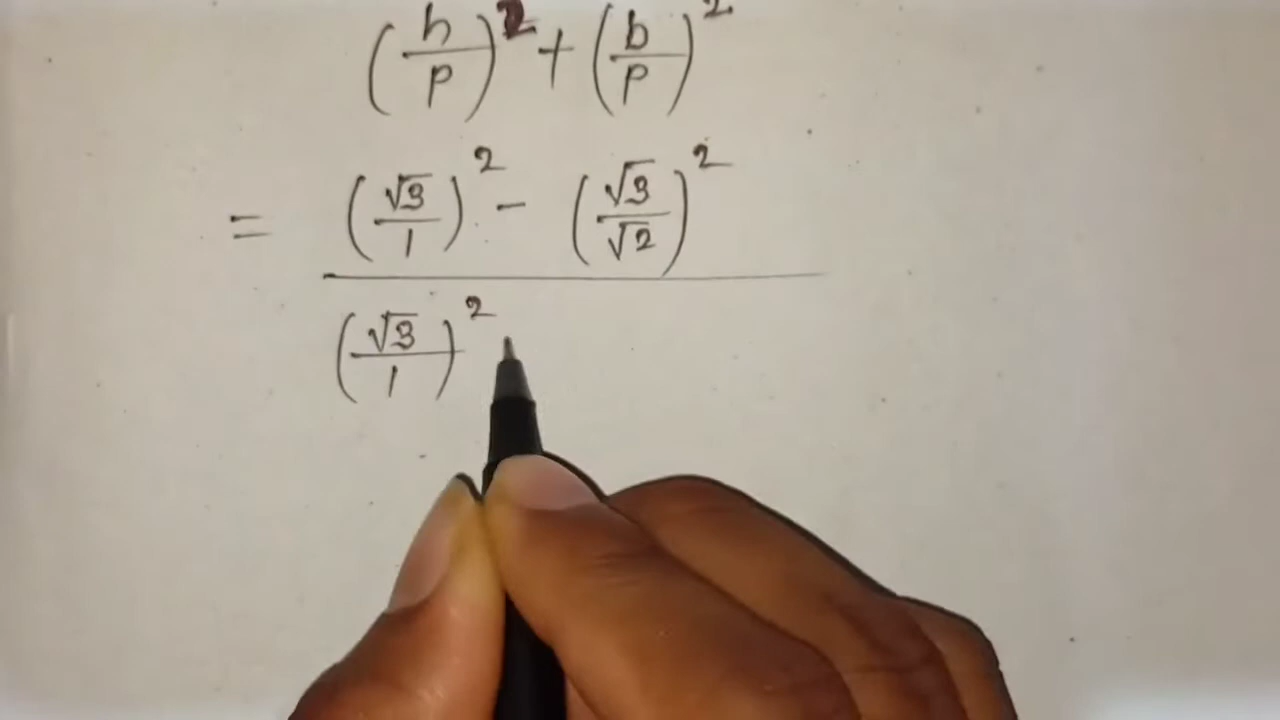 (h/p)² + (b/p)²
= (√3/1)² - (√3/√2)²
(√3/1)²